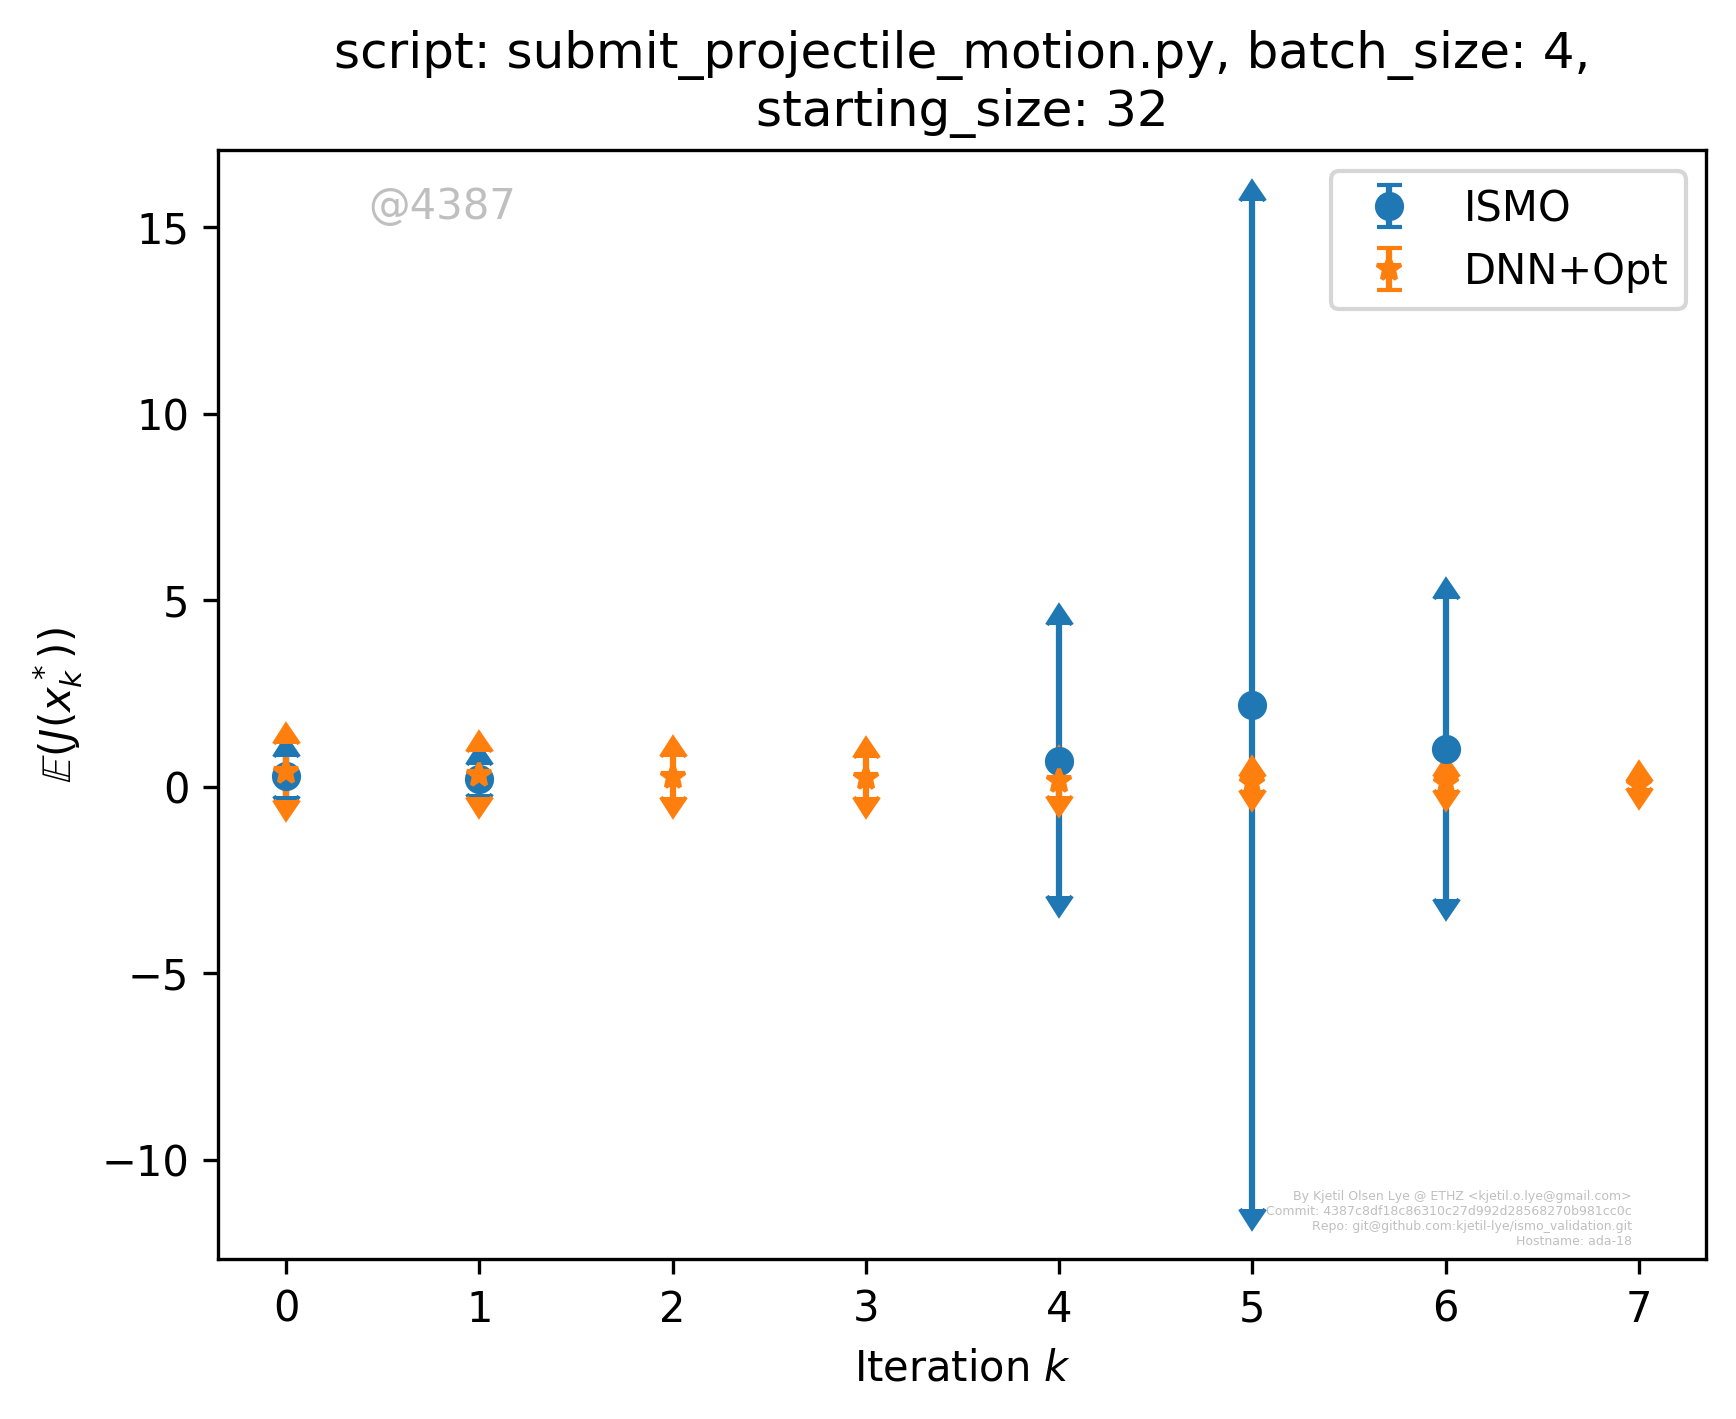 script: submit_projectile_motion.py, batch_size: 4,
starting_size: 32
@4387
ISMO
DNN+Opt
15
10
5
0
−5
−10
𝔼(J(x*k))
0 1 2 3 4 5 6 7
Iteration k
By Kjetil Olsen Lye @ ETHZ <kjetil.o.lye@gmail.com>
Commit: 4387c8df18c86310c27d992d28568270b981cc0c
Repo: git@github.com:kjetil-lye/ismo_validation.git
Hostname: ada-18